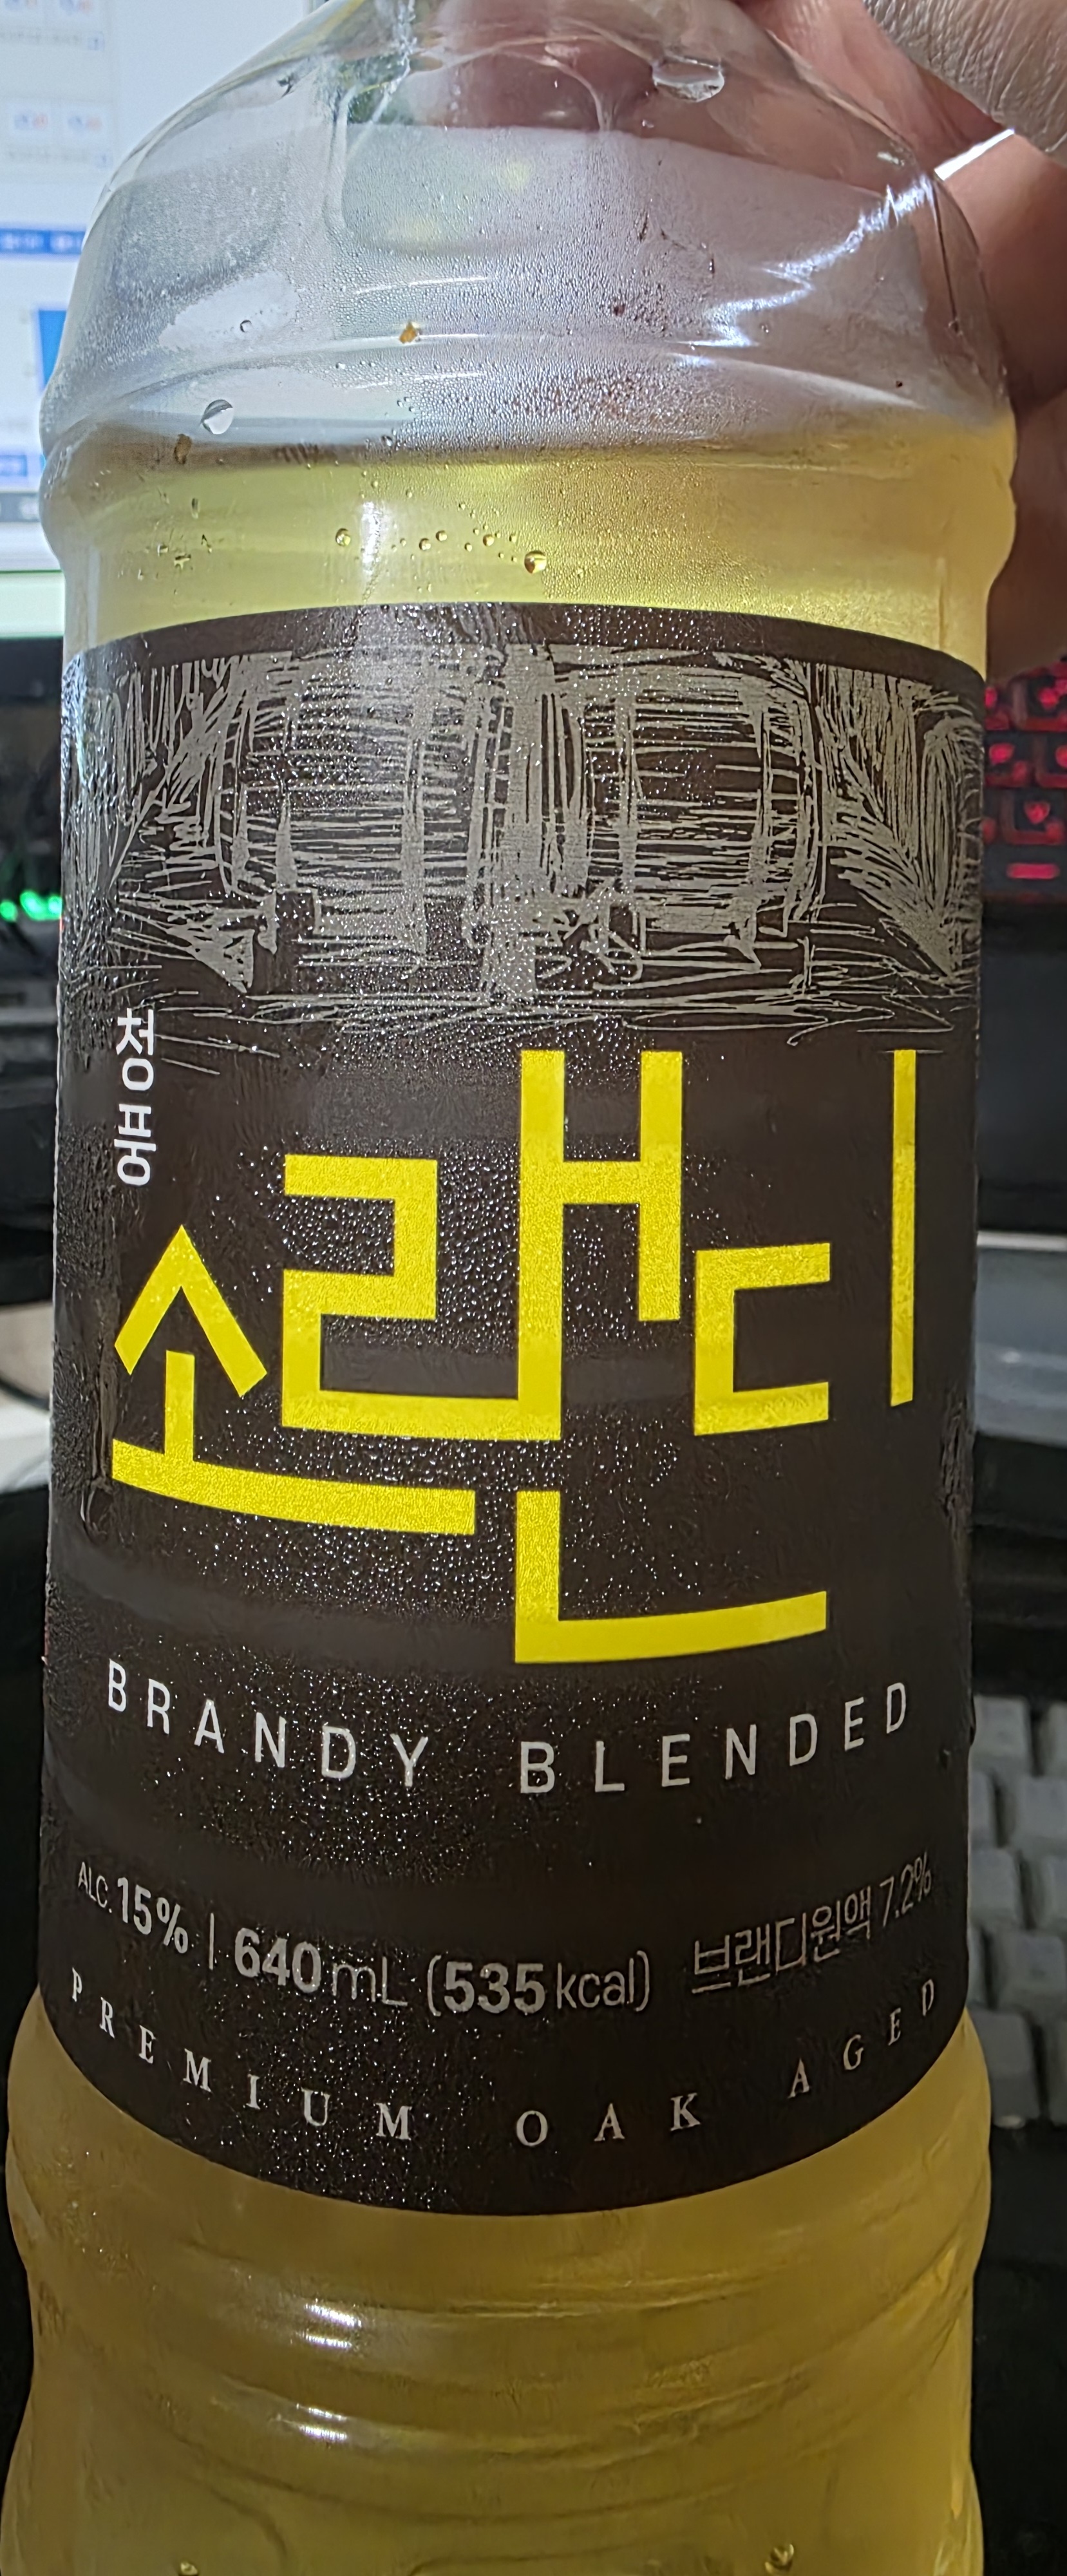 청풍
소랜디
BRANDY BLENDED
ALC.15% | 640mL (535kcal) 브랜디원액 7.2%
PREMIUM OAK AGED